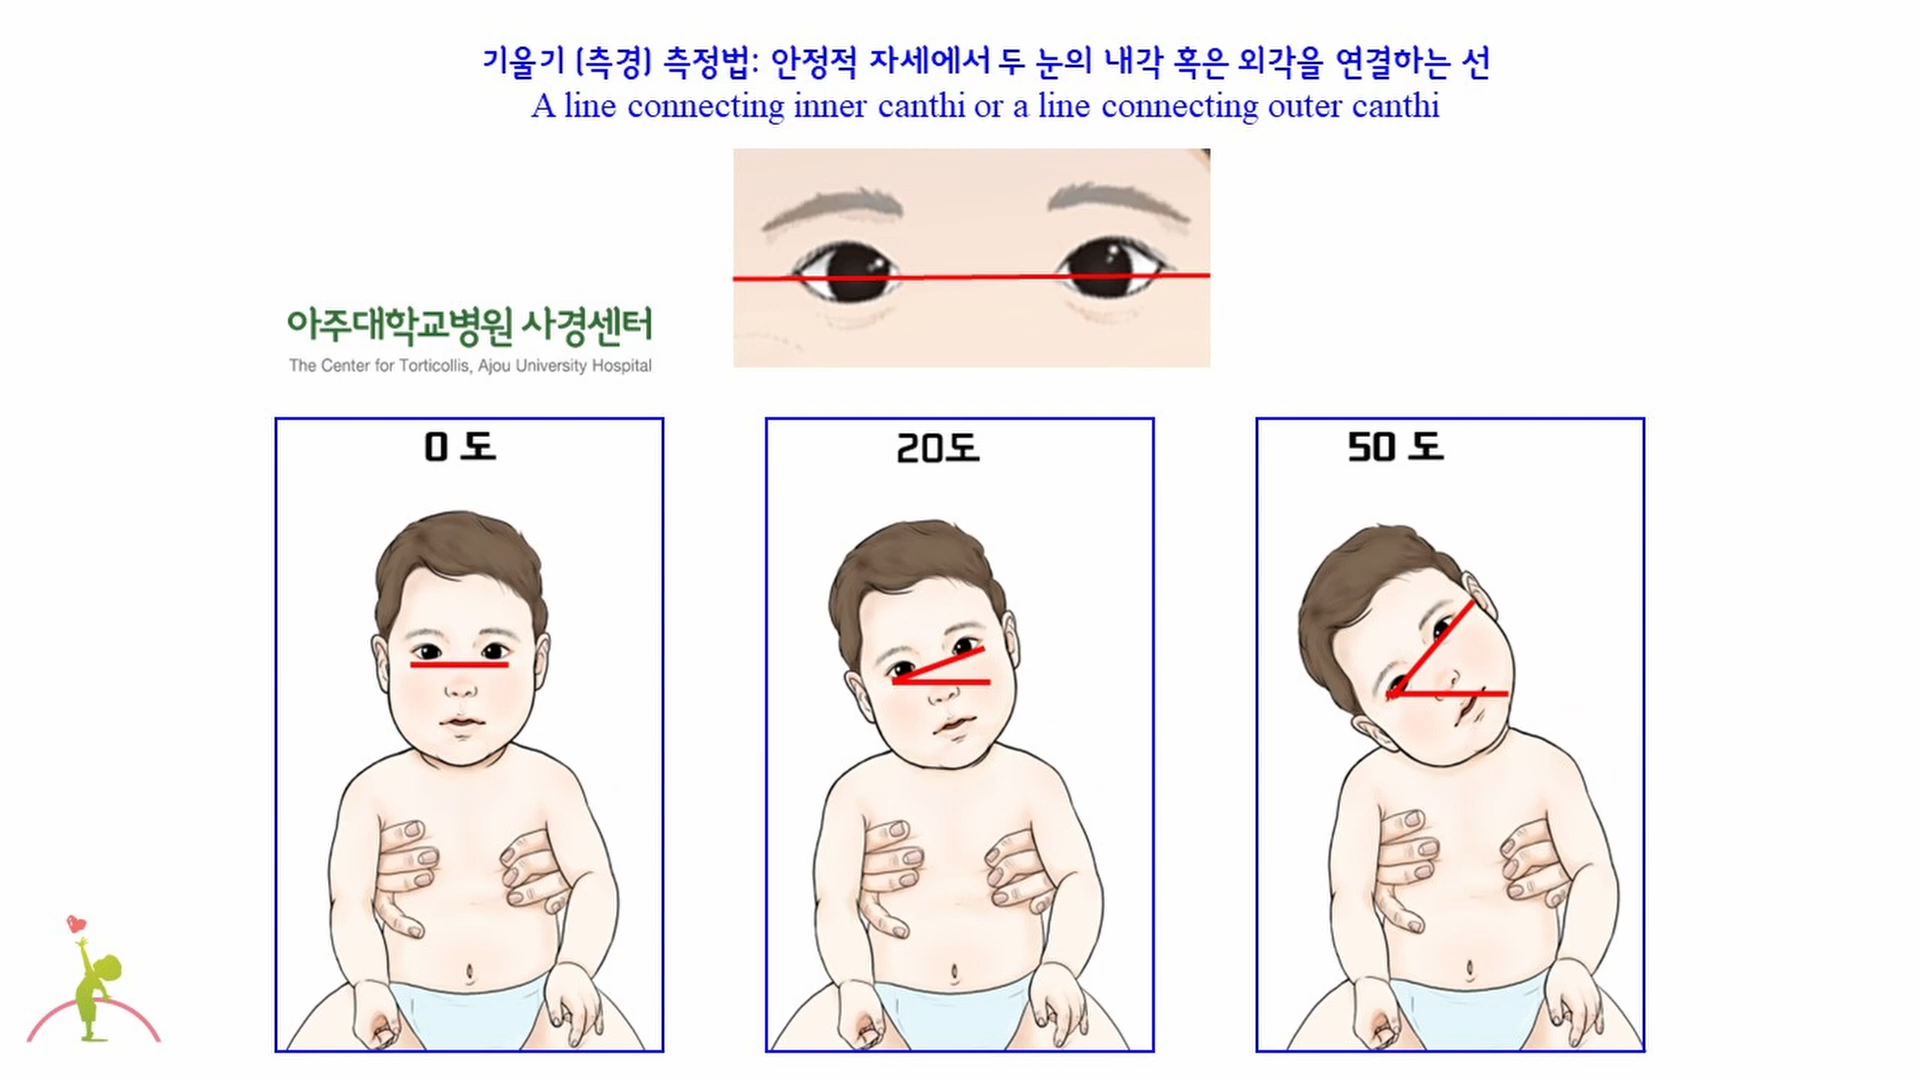 기울기 (측경) 측정법: 안정적 자세에서 두 눈의 내각 혹은 외각을 연결하는 선
A line connecting inner canthi or a line connecting outer canthi
아주대학교병원 사경센터
The Center for Torticollis, Ajou University Hospital
0 도
20도
50 도